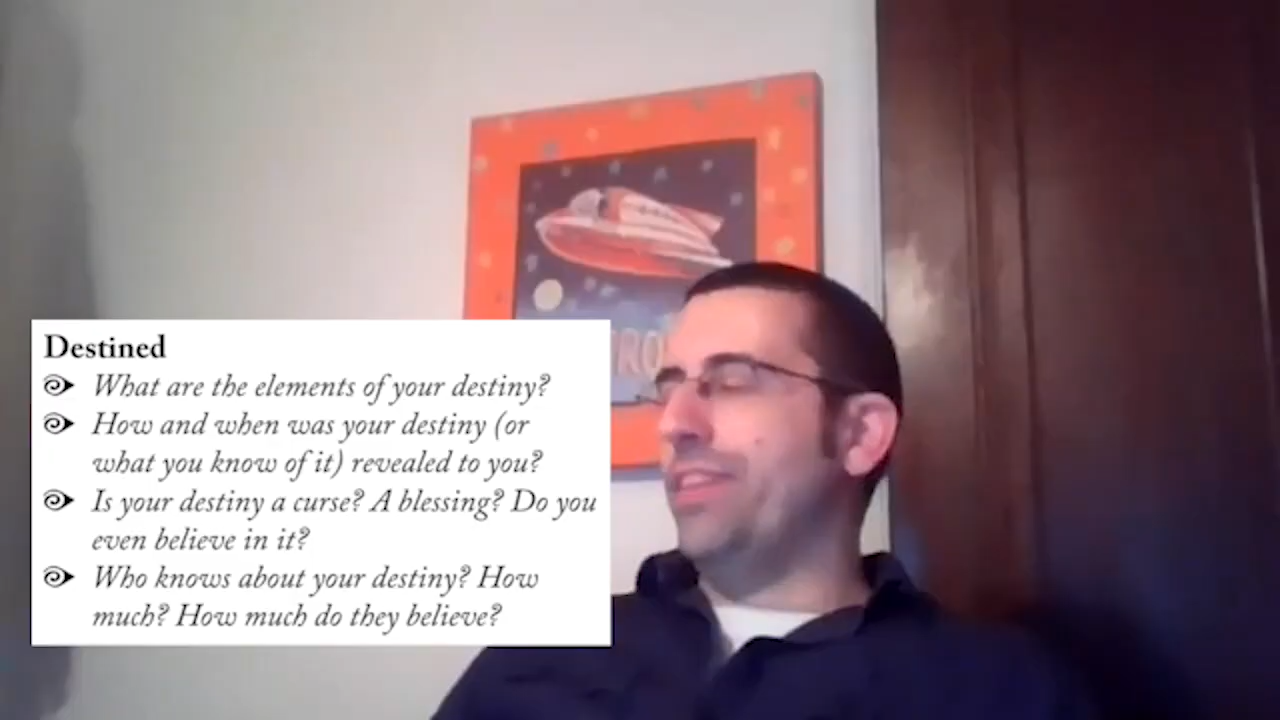 Destined
What are the elements of your destiny?
How and when was your destiny (or
what you know of it) revealed to you?
Is your destiny a curse? A blessing? Do you
even believe in it?
Who knows about your destiny? How
much? How much do they believe?